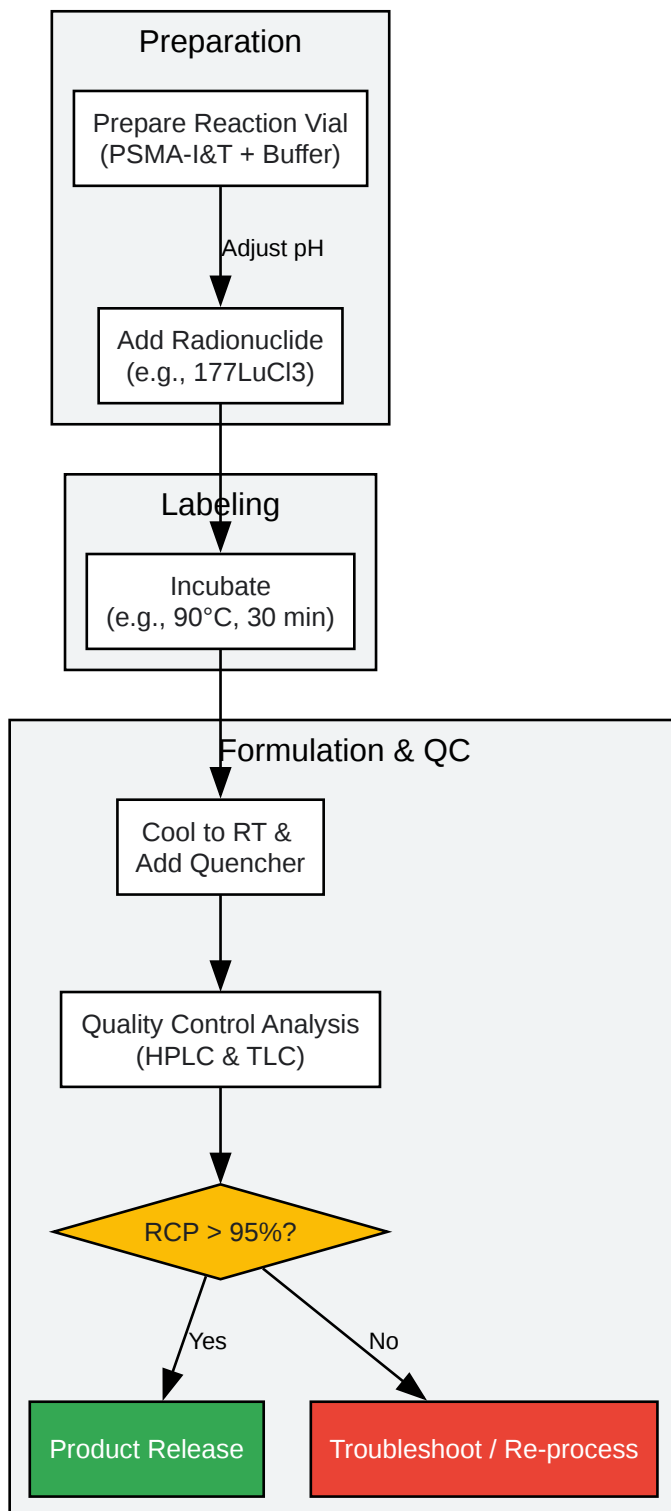 Preparation
Prepare Reaction Vial
(PSMA-I&T + Buffer)
Adjust pH
Add Radionuclide
(e.g., 177LuCl3)
Labeling
Incubate
(e.g., 90°C, 30 min)
Formulation & QC
Cool to RT &
Add Quencher
Quality Control Analysis
(HPLC & TLC)
RCP > 95%?
Yes
No
Product Release
Troubleshoot / Re-process